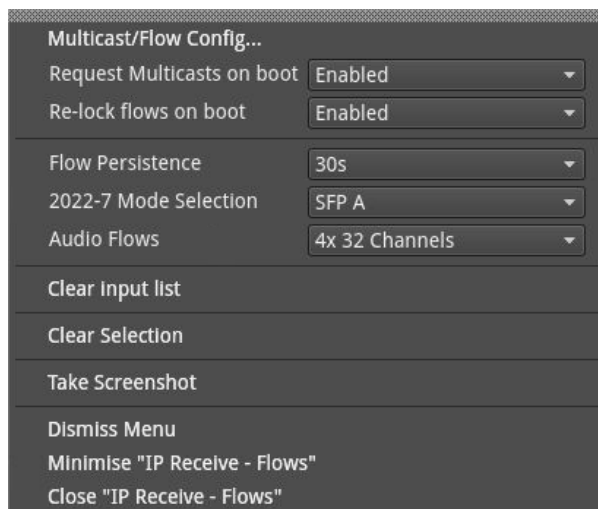 Multicast/Flow Config...
Request Multicasts on boot Enabled
Re-lock flows on boot Enabled
Flow Persistence 30s
2022-7 Mode Selection SFP A
Audio Flows 4x 32 Channels
Clear input list
Clear Selection
Take Screenshot
Dismiss Menu
Minimise "IP Receive - Flows"
Close "IP Receive - Flows"